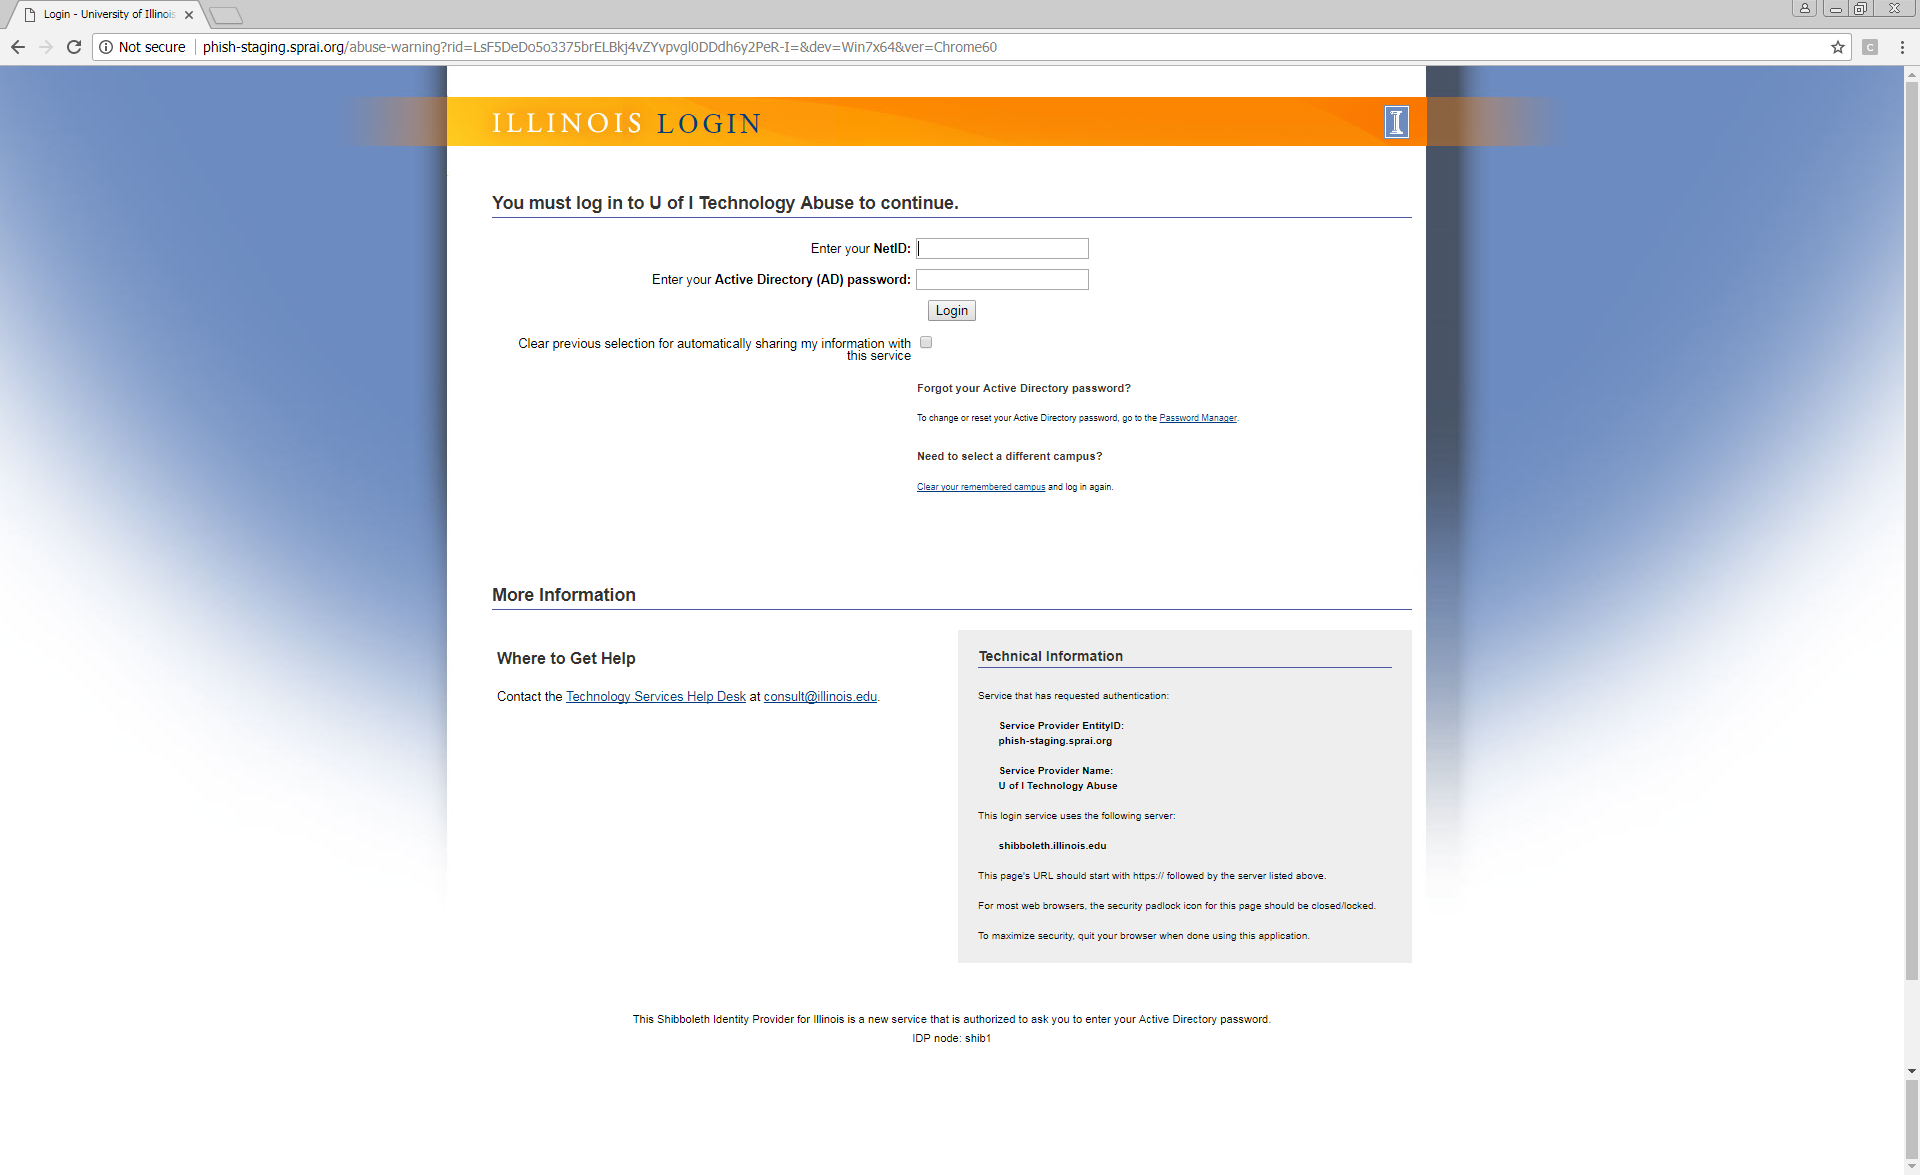 Login - University of Illinois
Not secure
phish-staging.sprai.org/abuse-warning?rid=LsF5DeDo5o3375brELBkj4vZYvpvgl0DDdh6y2PeR-I=&dev=Win7x64&ver=Chrome60
C
ILLINOIS LOGIN
I
You must log in to U of I Technology Abuse to continue.
Enter your NetID:
Enter your Active Directory (AD) password:
Login
Clear previous selection for automatically sharing my information with
this service
Forgot your Active Directory password?
To change or reset your Active Directory password, go to the Password Manager.
Need to select a different campus?
Clear your remembered campus and log in again.
More Information
Where to Get Help
Contact the Technology Services Help Desk at consult@illinois.edu.
Technical Information
Service that has requested authentication:
Service Provider EntityID:
phish-staging.sprai.org
Service Provider Name:
U of I Technology Abuse
This login service uses the following server:
shibboleth.illinois.edu
This page's URL should start with https:// followed by the server listed above.
For most web browsers, the security padlock icon for this page should be closed/locked.
To maximize security, quit your browser when done using this application.
This Shibboleth Identity Provider for Illinois is a new service that is authorized to ask you to enter your Active Directory password.
IDP node: shib1